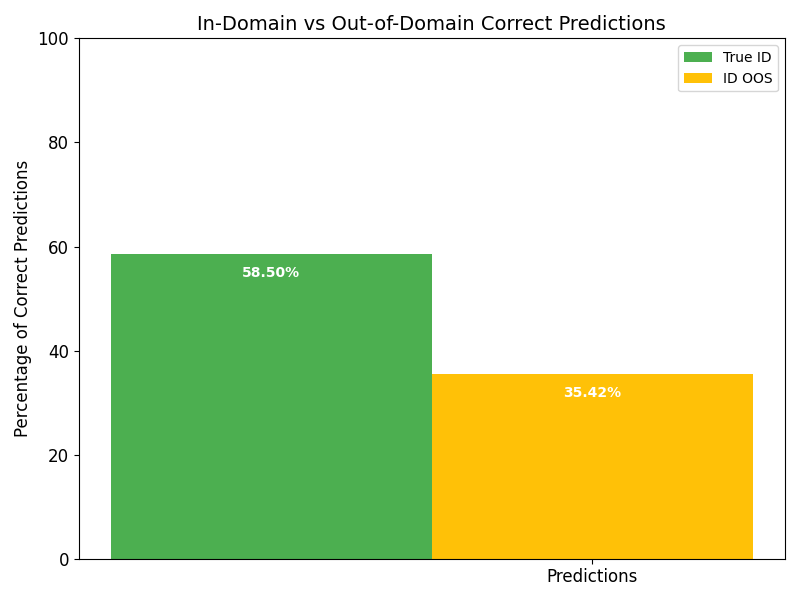 In-Domain vs Out-of-Domain Correct Predictions
Percentage of Correct Predictions
100
80
60
40
20
0
True ID
ID OOS
58.50%
35.42%
Predictions